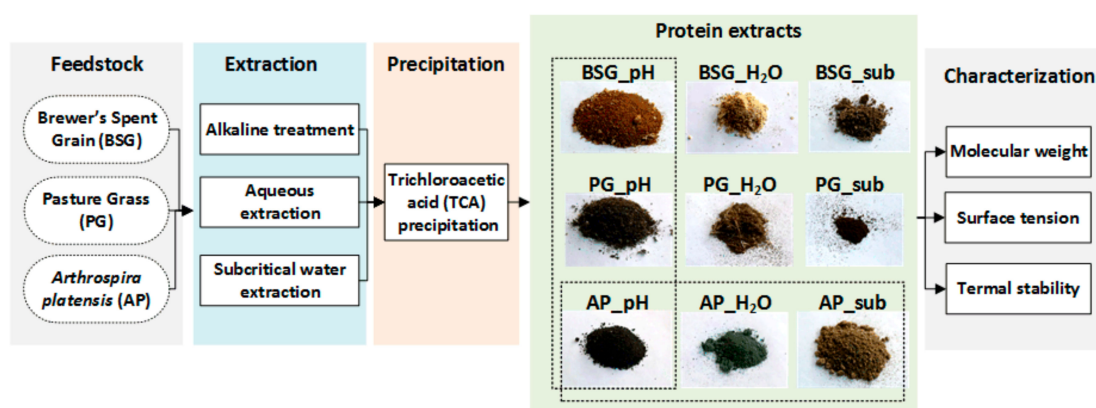 Feedstock
Brewer's Spent
Grain (BSG)
Pasture Grass
(PG)
Arthrospira
platensis (AP)
Extraction
Alkaline treatment
Aqueous
extraction
Subcritical water
extraction
Precipitation
Trichloroacetic
acid (TCA)
precipitation
Protein extracts
BSG_pH BSG_H₂O BSG_sub
PG_pH PG_H₂O PG_sub
AP_pH AP_H₂O AP_sub
Characterization
Molecular weight
Surface tension
Termal stability